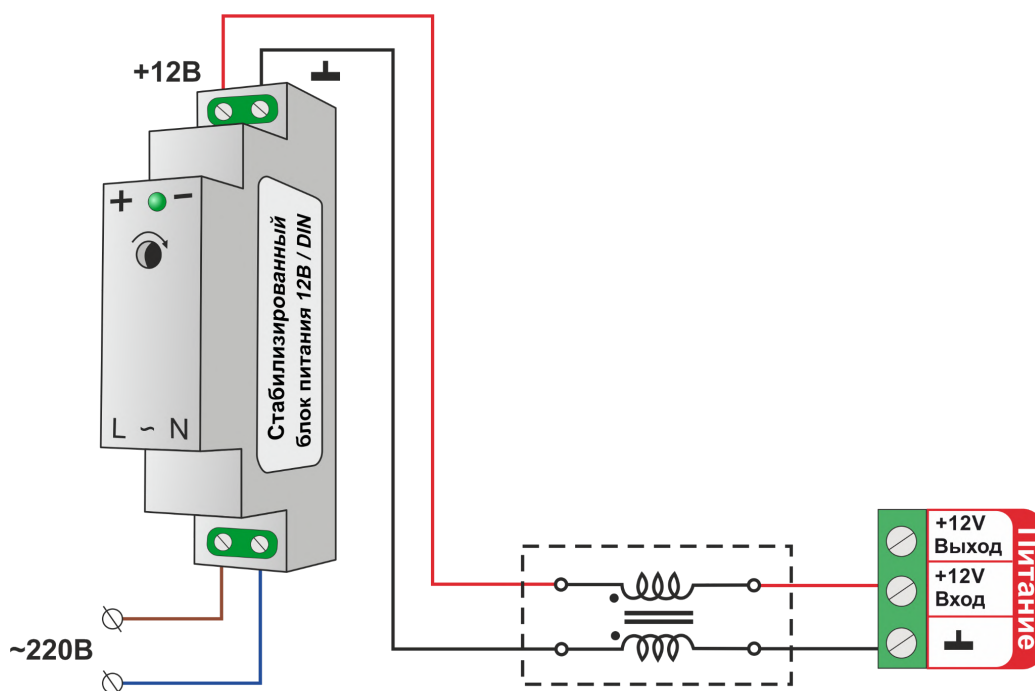 +12В
+ −
Стабилизированный
блок питания 12В / DIN
L ~ N
~220В
+12V
Выход
+12V
Вход
Питание